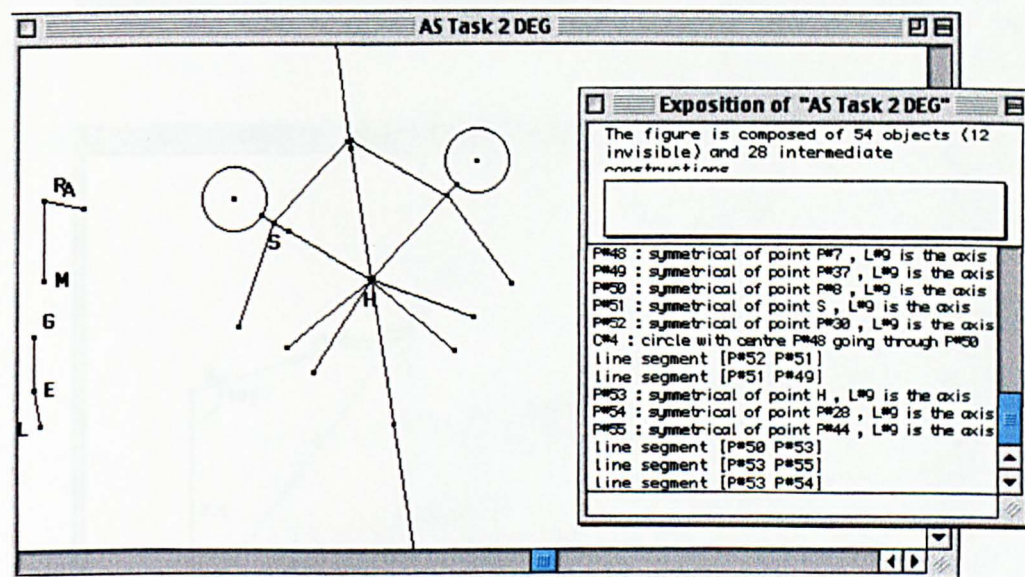 AS Task 2 DEG
Exposition of "AS Task 2 DEG"
The figure is composed of 54 objects (12
invisible) and 28 intermediate
constructions
P#48 : symmetrical of point P#7 , L#9 is the axis
P#49 : symmetrical of point P#37 , L#9 is the axis
P#50 : symmetrical of point P#8 , L#9 is the axis
P#51 : symmetrical of point S , L#9 is the axis
P#52 : symmetrical of point P#30 , L#9 is the axis
C#4 : circle with centre P#48 going through P#50
line segment [P#52 P#51]
line segment [P#51 P#49]
P#53 : symmetrical of point H , L#9 is the axis
P#54 : symmetrical of point P#28 , L#9 is the axis
P#55 : symmetrical of point P#44 , L#9 is the axis
line segment [P#50 P#53]
line segment [P#53 P#55]
line segment [P#53 P#54]
R A
S
M
H
G
E
L